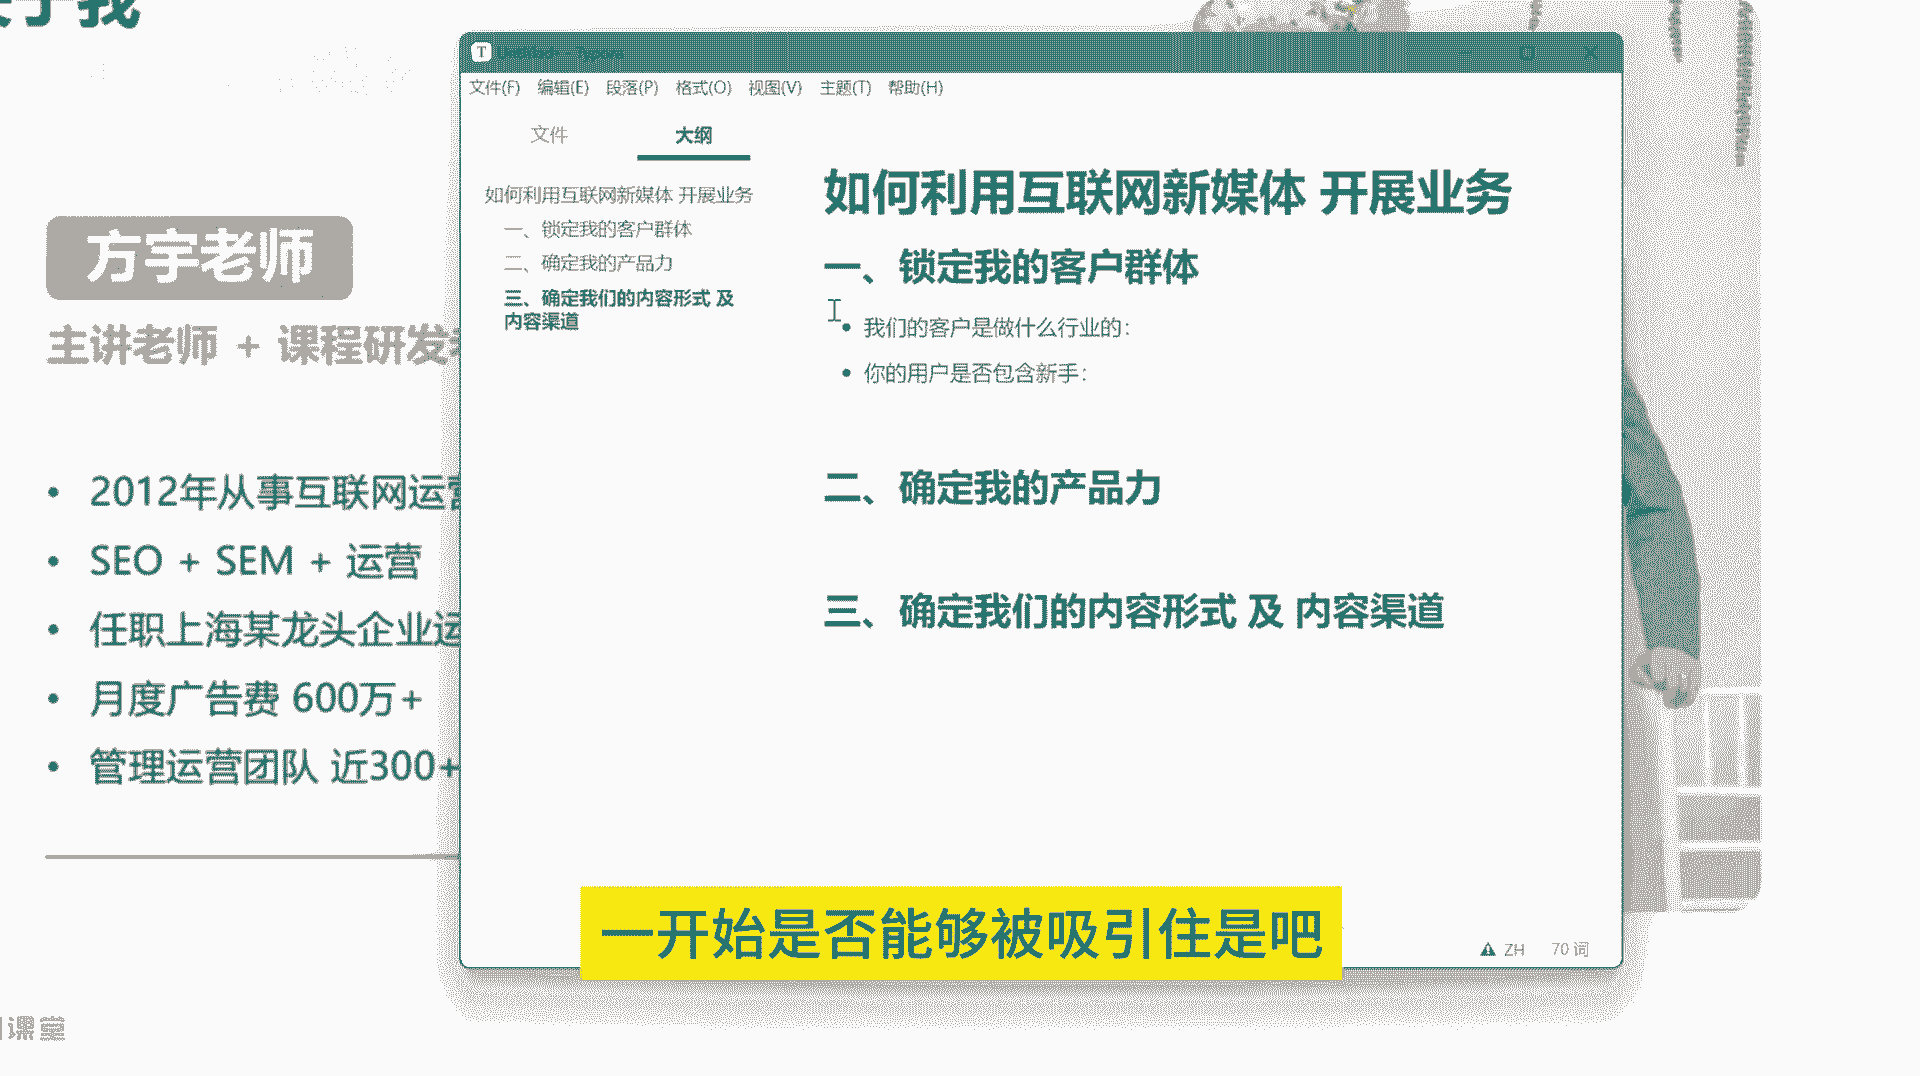 方宇老师
主讲老师 + 课程研发
2012年从事互联网运营
SEO + SEM + 运营
任职上海某龙头企业运
月度广告费 600万+
管理运营团队 近300+
课堂
文件(F) 编辑(E) 段落(P) 格式(O) 视图(V) 主题(T) 帮助(H)
文件 大纲
如何利用互联网新媒体 开展业务
一、锁定我的客户群体
二、确定我的产品力
三、确定我们的内容形式 及
内容渠道
如何利用互联网新媒体 开展业务
一、锁定我的客户群体
我们的客户是做什么行业的：
你的用户是否包含新手：
二、确定我的产品力
三、确定我们的内容形式 及 内容渠道
一开始是否能够被吸引住是吧
ZH 70 词